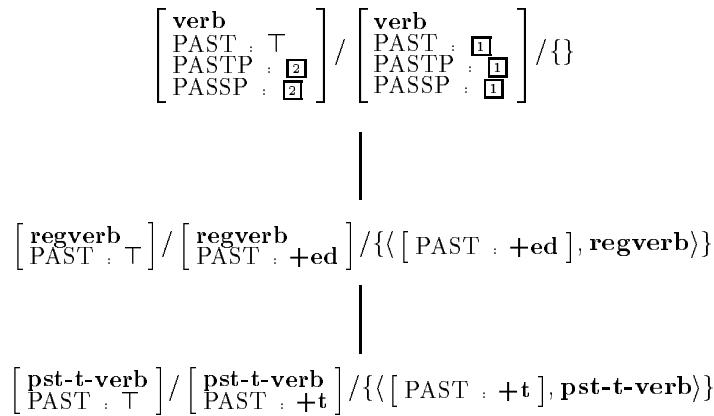 verb verb
PAST : ⊤ PAST : 1
PASTP : 2 / PASTP : 1 / {}
PASSP : 2 PASSP : 1
[ regverb / [ regverb / {⟨ [ PAST : +ed ], regverb⟩}
PAST : ⊤ ] PAST : +ed ]
[ pst-t-verb / [ pst-t-verb / {⟨ [ PAST : +t ], pst-t-verb⟩}
PAST : ⊤ ] PAST : +t ]